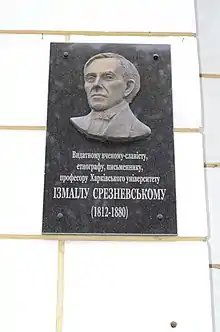 Видатному вченому-славісту,
етнографу, письменнику,
професору Харківського університету
ІЗМАЇЛУ СРЕЗНЕВСЬКОМУ
(1812-1880)